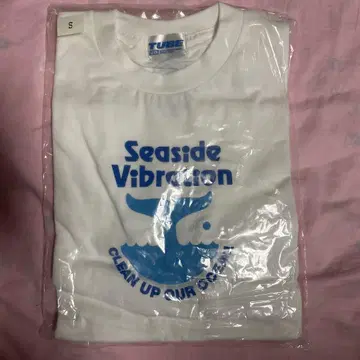 S
TUBE
Seaside
Vibration
CLEAN UP OUR OCEAN